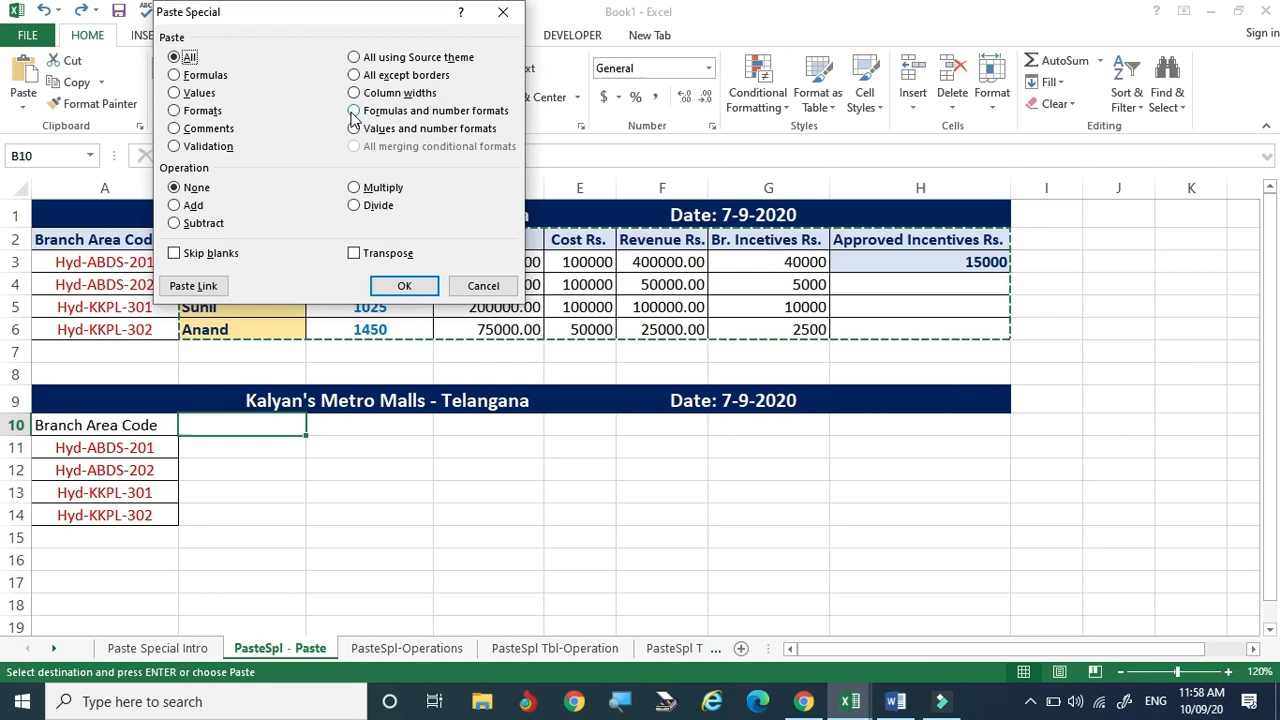 Paste Special ? Book1 - Excel ?
FILE HOME INSE DEVELOPER New Tab Sign in
Paste Cut Copy Format Painter
Clipboard
General
$ % ,
Center
Number
Conditional Formatting Format as Table Cell Styles
Styles
Insert Delete Format
Cells
AutoSum
Fill
Clear
Sort & Filter Find & Select
Editing
Paste
All All using Source theme
Formulas All except borders
Values Column widths
Formats Formulas and number formats
Comments Values and number formats
Validation All merging conditional formats
Operation
None Multiply
Add Divide
Subtract
Skip blanks Transpose
Paste Link OK Cancel
B10
A E F G H I J K
1 Date: 7-9-2020
2 Branch Area Cod Cost Rs. Revenue Rs. Br. Incetives Rs. Approved Incentives Rs.
3 Hyd-ABDS-201 100000 400000.00 40000 15000
4 Hyd-ABDS-202 100000 50000.00 5000
5 Hyd-KKPL-301 Sunil 1025 200000.00 100000 100000.00 10000
6 Hyd-KKPL-302 Anand 1450 75000.00 50000 25000.00 2500
7
8
9 Kalyan's Metro Malls - Telangana Date: 7-9-2020
10 Branch Area Code
11 Hyd-ABDS-201
12 Hyd-ABDS-202
13 Hyd-KKPL-301
14 Hyd-KKPL-302
15
16
17
18
19
Paste Special Intro PasteSpl - Paste PasteSpl-Operations PasteSpl Tbl-Operation PasteSpl T ...
Select destination and press ENTER or choose Paste 120%
Type here to search ENG 11:58 AM
10/09/20